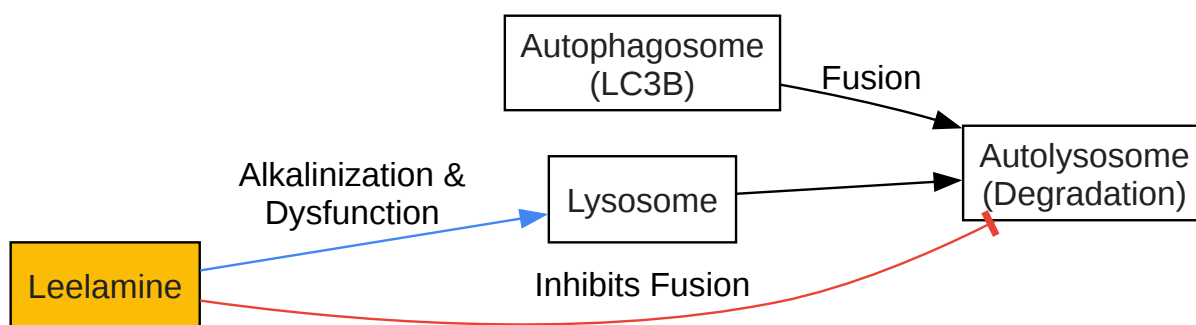 Autophagosome
(LC3B)
Fusion
Autolysosome
(Degradation)
Alkalinization &
Dysfunction
Lysosome
Leelamine
Inhibits Fusion